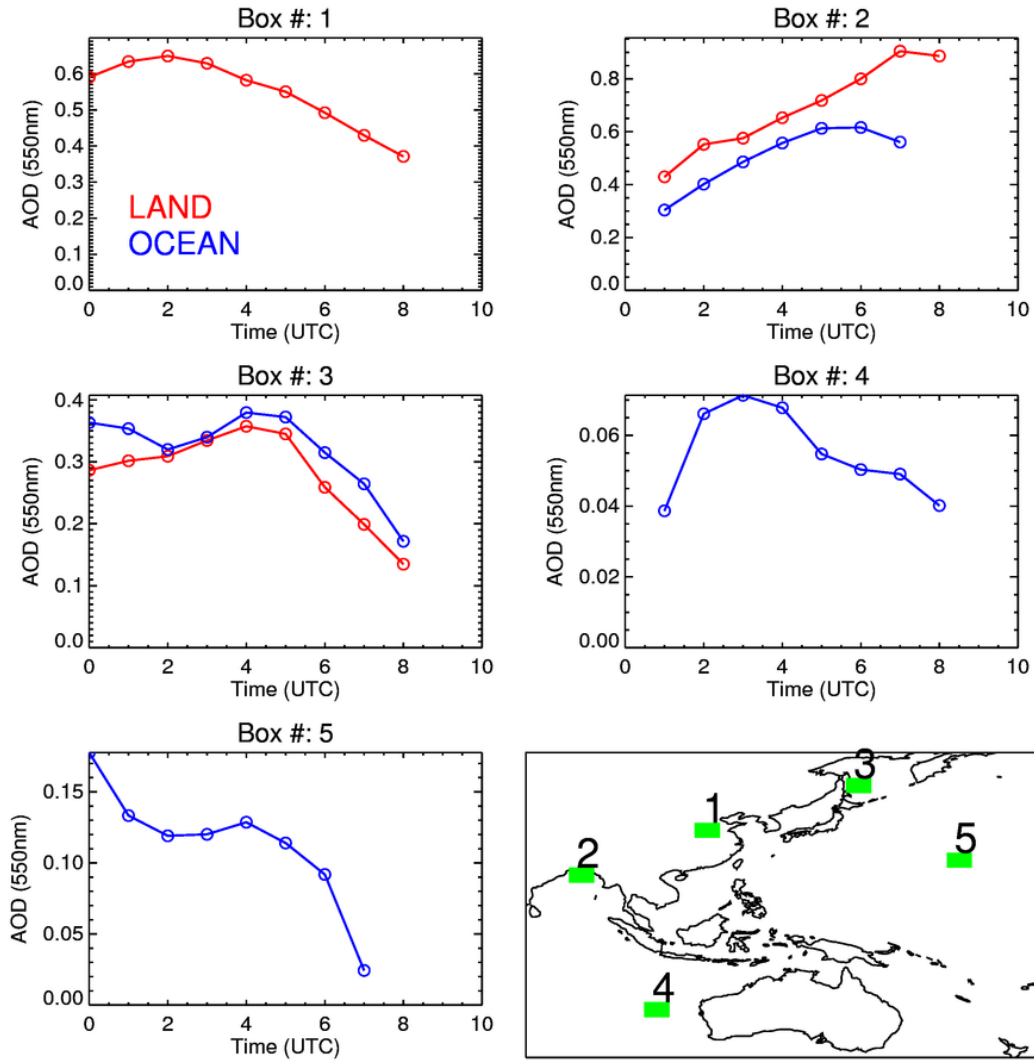 Box #: 1
AOD (550nm)
0.6
0.5
0.4
0.3
0.2
0.1
0.0
LAND
OCEAN
0 2 4 6 8 10
Time (UTC)
Box #: 2
AOD (550nm)
0.8
0.6
0.4
0.2
0.0
0 2 4 6 8 10
Time (UTC)
Box #: 3
AOD (550nm)
0.4
0.3
0.2
0.1
0.0
0 2 4 6 8 10
Time (UTC)
Box #: 4
AOD (550nm)
0.06
0.04
0.02
0.00
0 2 4 6 8 10
Time (UTC)
Box #: 5
AOD (550nm)
0.15
0.10
0.05
0.00
0 2 4 6 8 10
Time (UTC)
3
1
2
5
4